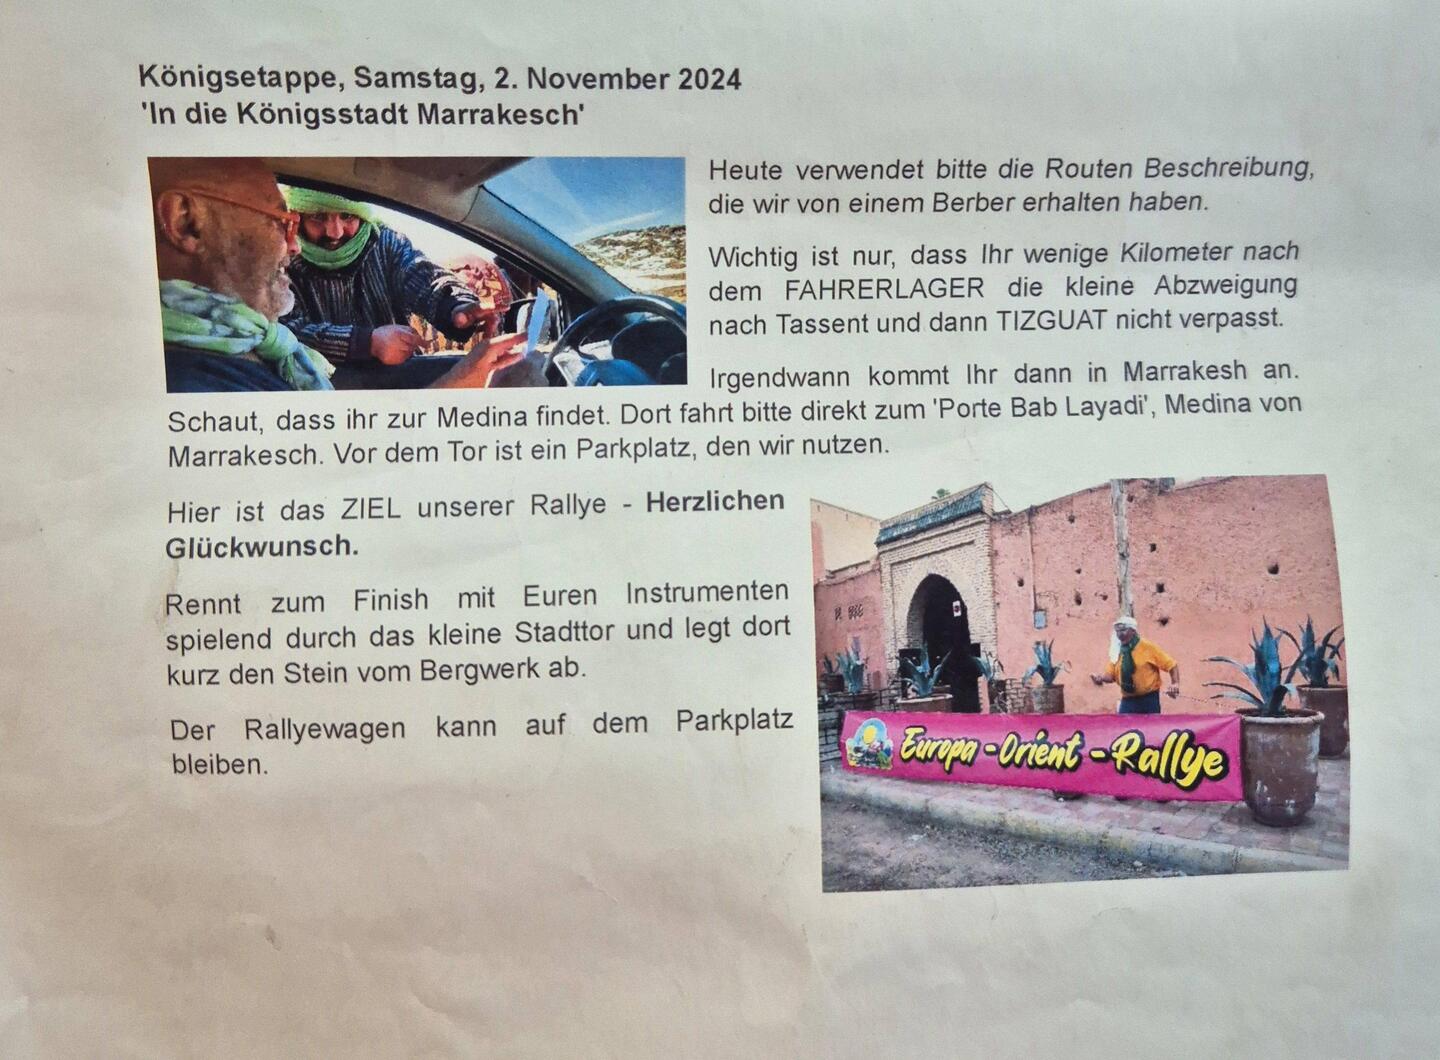 Königsetappe, Samstag, 2. November 2024
'In die Königsstadt Marrakesch'
Heute verwendet bitte die Routen Beschreibung,
die wir von einem Berber erhalten haben.
Wichtig ist nur, dass Ihr wenige Kilometer nach
dem FAHRERLAGER die kleine Abzweigung
nach Tassent und dann TIZGUAT nicht verpasst.
Irgendwann kommt Ihr dann in Marrakesh an.
Schaut, dass ihr zur Medina findet. Dort fahrt bitte direkt zum 'Porte Bab Layadi', Medina von
Marrakesch. Vor dem Tor ist ein Parkplatz, den wir nutzen.
Hier ist das ZIEL unserer Rallye - Herzlichen
Glückwunsch.
Rennt zum Finish mit Euren Instrumenten
spielend durch das kleine Stadttor und legt dort
kurz den Stein vom Bergwerk ab.
Der Rallyewagen kann auf dem Parkplatz
bleiben.
Europa - Orient - Rallye